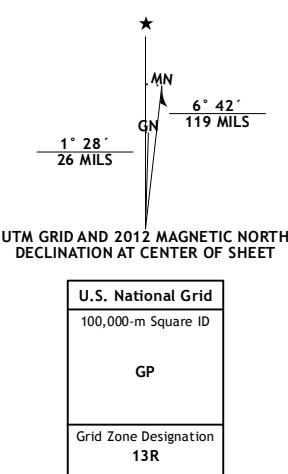 ★
MN
6° 42´
119 MILS
GN
1° 28´
26 MILS
UTM GRID AND 2012 MAGNETIC NORTH
DECLINATION AT CENTER OF SHEET
U.S. National Grid
100,000-m Square ID
GP
Grid Zone Designation
13R